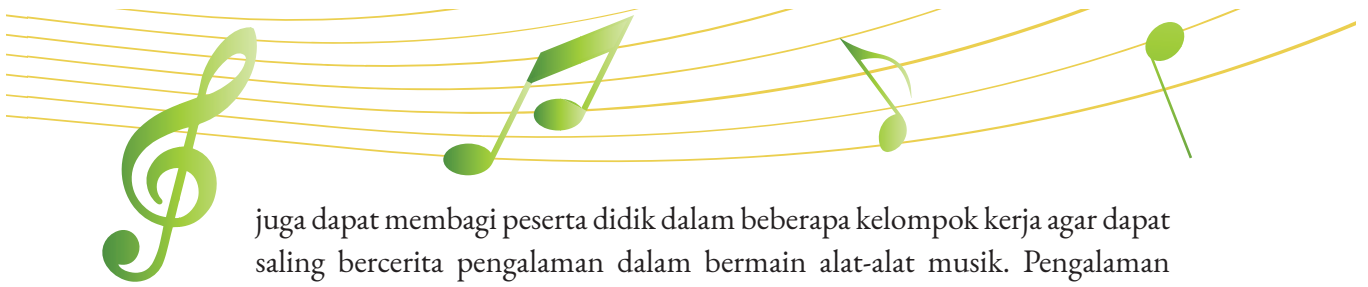 juga dapat membagi peserta didik dalam beberapa kelompok kerja agar dapat
saling bercerita pengalaman dalam bermain alat-alat musik. Pengalaman